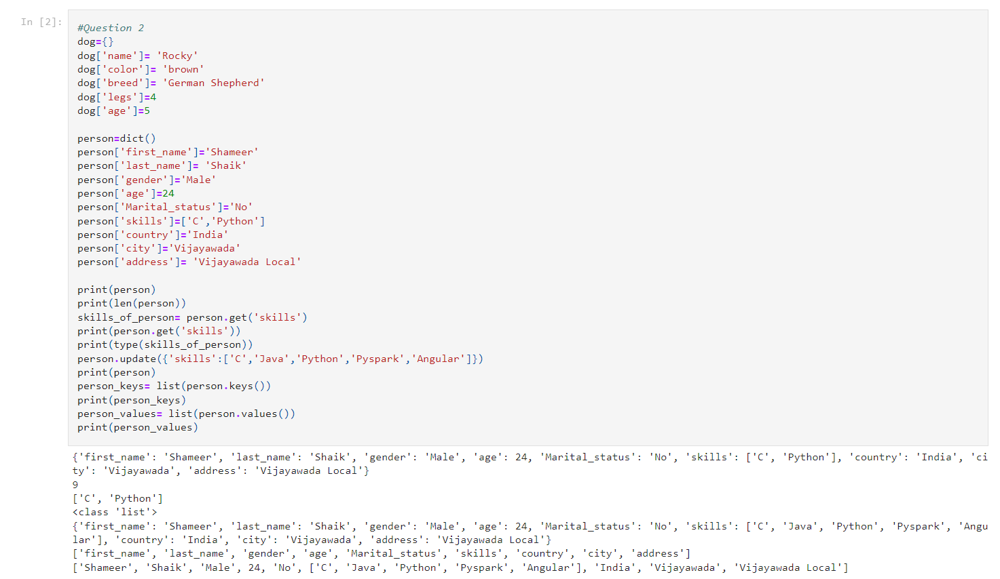 In [2]:
#Question 2
dog={}
dog['name']= 'Rocky'
dog['color']= 'brown'
dog['breed']= 'German Shepherd'
dog['legs']=4
dog['age']=5
person=dict()
person['first_name']='Shameer'
person['last_name']= 'Shaik'
person['gender']='Male'
person['age']=24
person['Marital_status']='No'
person['skills']=['C','Python']
person['country']='India'
person['city']='Vijayawada'
person['address']= 'Vijayawada Local'
print(person)
print(len(person))
skills_of_person= person.get('skills')
print(person.get('skills'))
print(type(skills_of_person))
person.update({'skills':['C','Java','Python','Pyspark','Angular']})
print(person)
person_keys= list(person.keys())
print(person_keys)
person_values= list(person.values())
print(person_values)
{'first_name': 'Shameer', 'last_name': 'Shaik', 'gender': 'Male', 'age': 24, 'Marital_status': 'No', 'skills': ['C', 'Python'], 'country': 'India', 'ci
ty': 'Vijayawada', 'address': 'Vijayawada Local'}
9
['C', 'Python']
<class 'list'>
{'first_name': 'Shameer', 'last_name': 'Shaik', 'gender': 'Male', 'age': 24, 'Marital_status': 'No', 'skills': ['C', 'Java', 'Python', 'Pyspark', 'Angu
lar'], 'country': 'India', 'city': 'Vijayawada', 'address': 'Vijayawada Local'}
['first_name', 'last_name', 'gender', 'age', 'Marital_status', 'skills', 'country', 'city', 'address']
['Shameer', 'Shaik', 'Male', 24, 'No', ['C', 'Java', 'Python', 'Pyspark', 'Angular'], 'India', 'Vijayawada', 'Vijayawada Local']